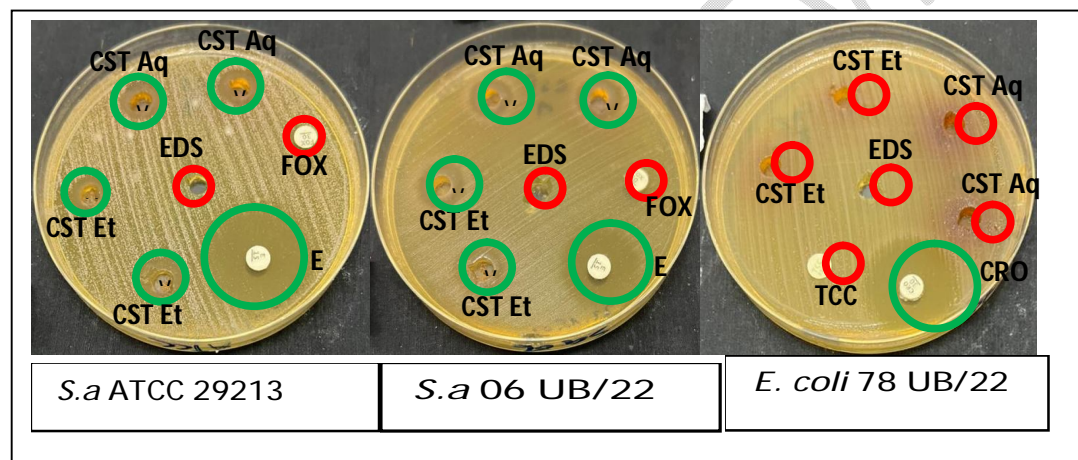 CST Aq
CST Aq
EDS
FOX
CST Et
E
CST Et
CST Aq
CST Aq
EDS
FOX
CST Et
E
CST Et
CST Et
CST Aq
EDS
CST Et
CST Aq
TCC
CRO
S.a ATCC 29213
S.a 06 UB/22
E. coli 78 UB/22